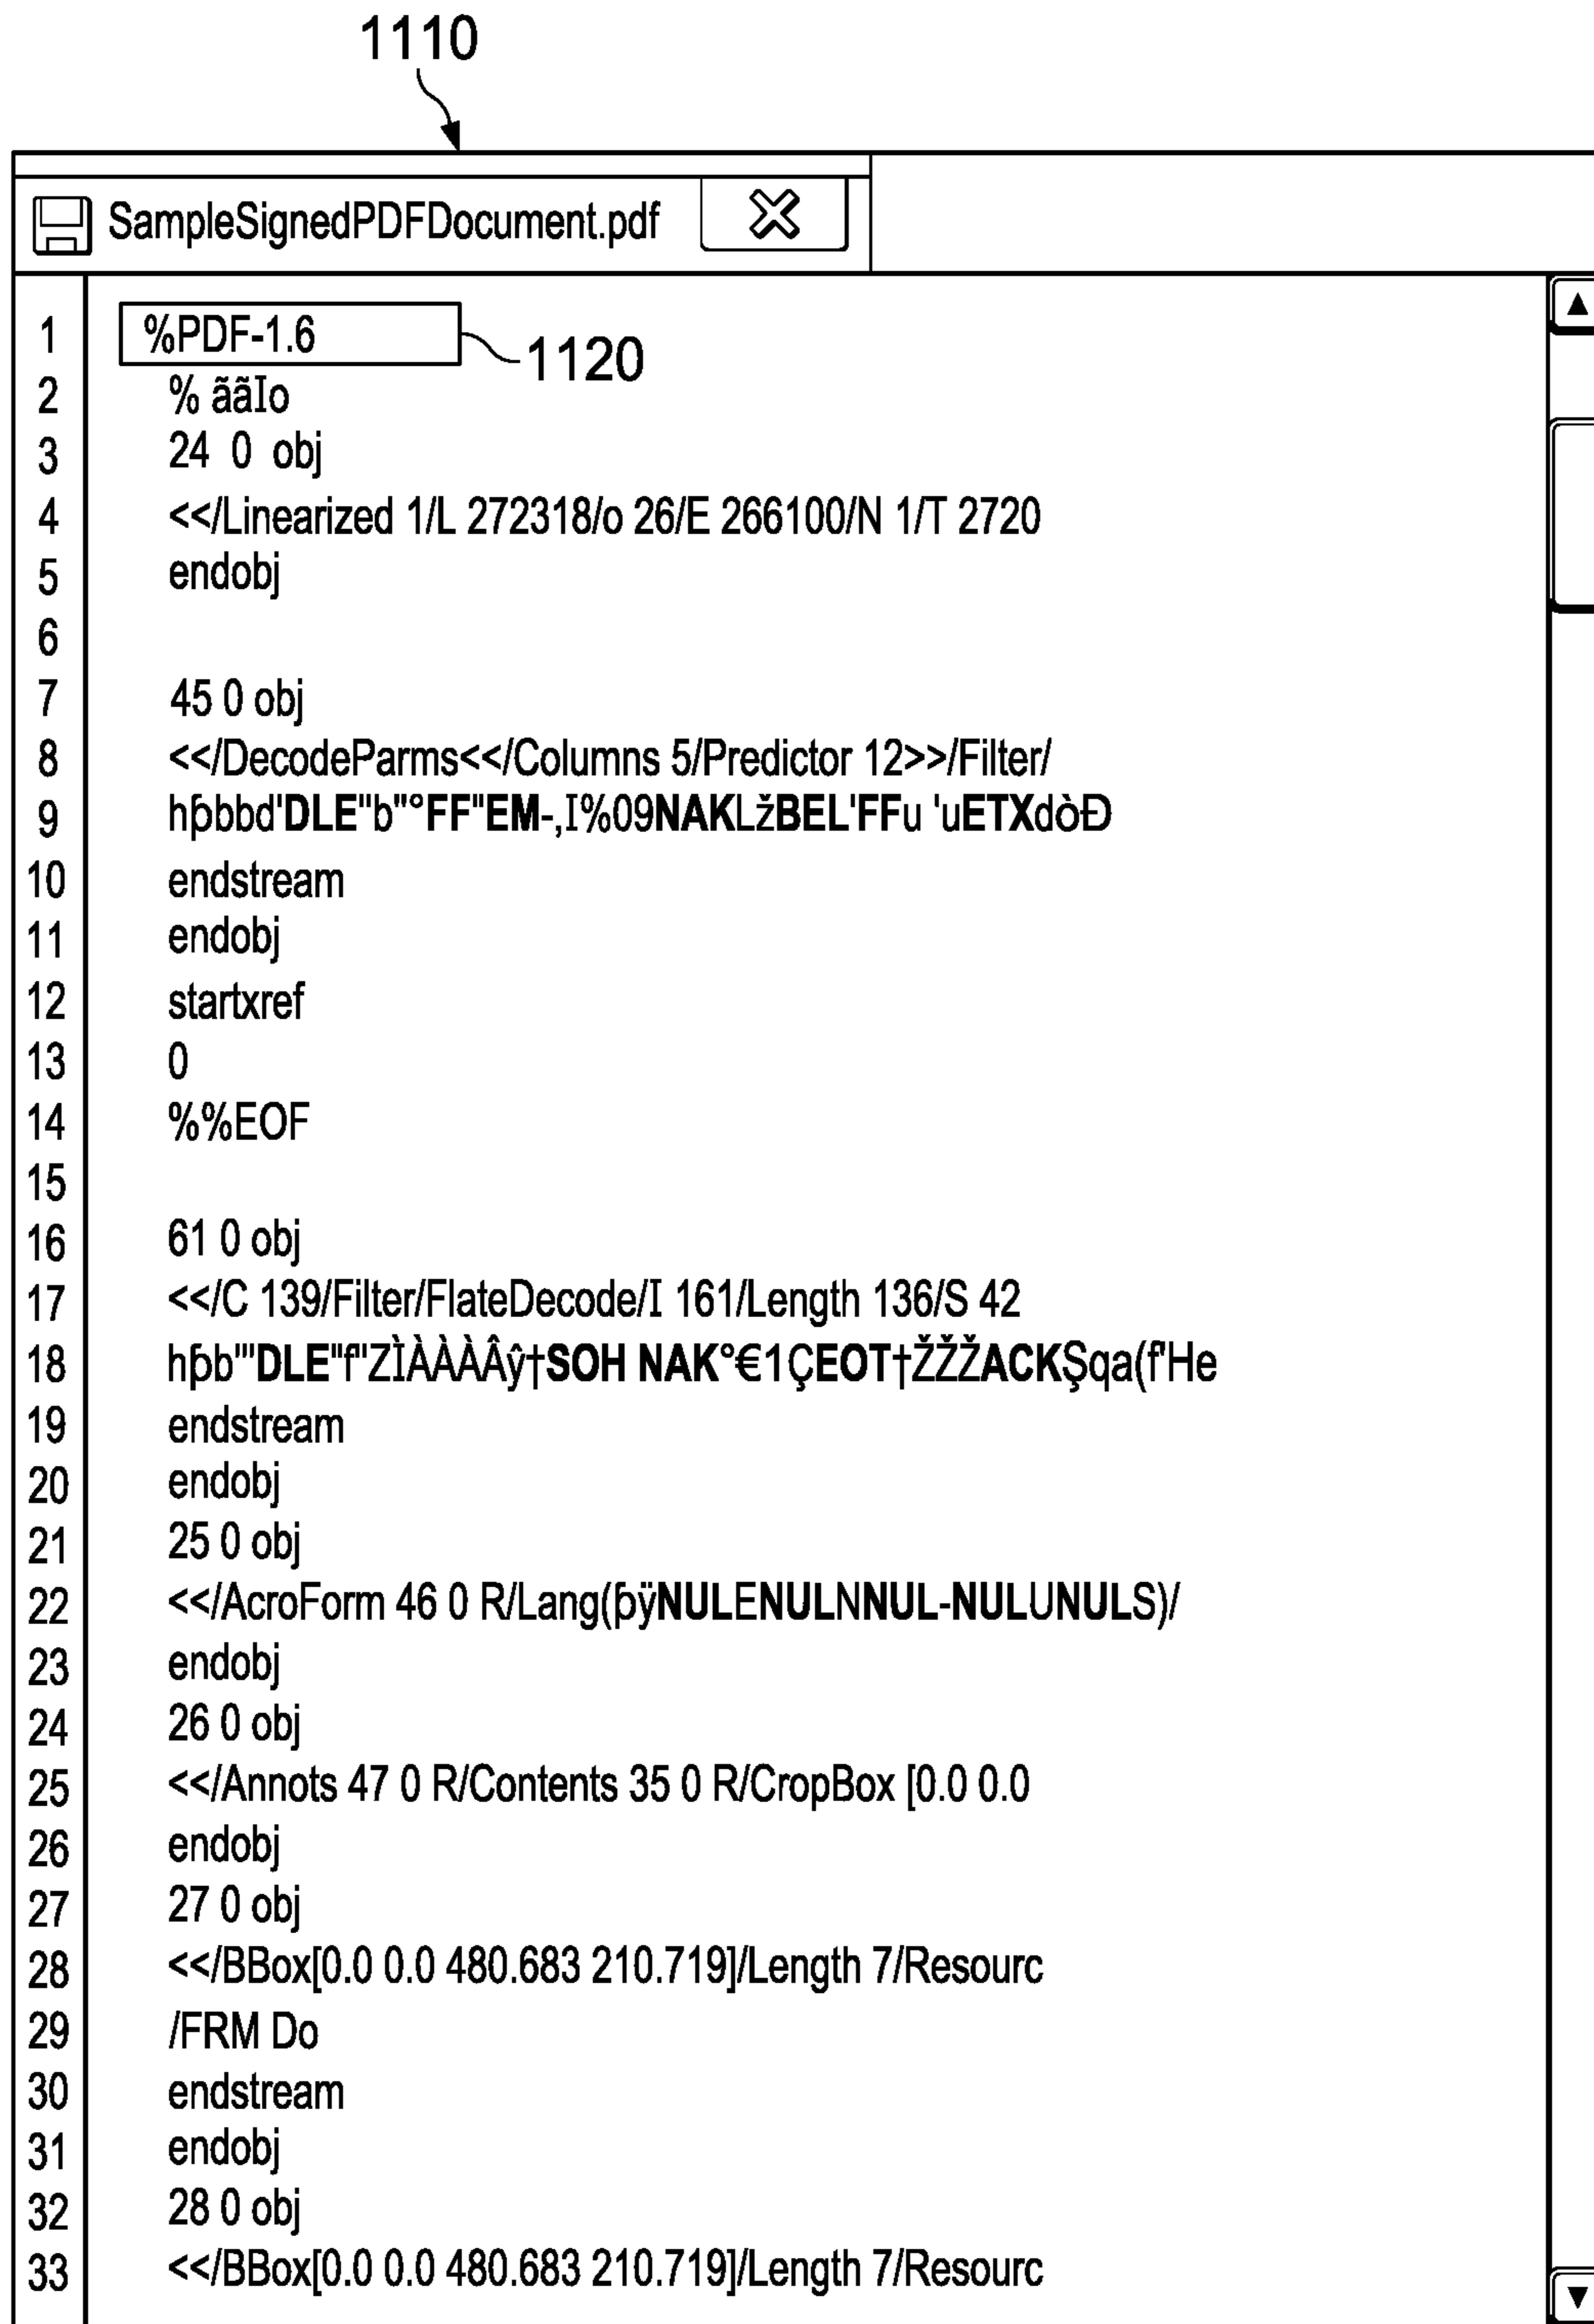 1110
SampleSignedPDFDocument.pdf
1 %PDF-1.6 1120
2 % ããIo
3 24 0 obj
4 <</Linearized 1/L 272318/o 26/E 266100/N 1/T 2720
5 endobj
6
7 45 0 obj
8 <</DecodeParms<</Columns 5/Predictor 12>>/Filter/
9 hþbbd'DLE"b"°FF"EM-,I%09NAKLžBEL'FFu 'uETXdòÐ
10 endstream
11 endobj
12 startxref
13 0
14 %%EOF
15
16 61 0 obj
17 <</C 139/Filter/FlateDecode/I 161/Length 136/S 42
18 hþb'"DLE"f"ZÌÀÀÀÂŷ†SOH NAK°€1ÇEOT†ŽŽŽACKŞqa(f'He
19 endstream
20 endobj
21 25 0 obj
22 <</AcroForm 46 0 R/Lang(þÿNULENULNNUL-NULUNULS)/
23 endobj
24 26 0 obj
25 <</Annots 47 0 R/Contents 35 0 R/CropBox [0.0 0.0
26 endobj
27 27 0 obj
28 <</BBox[0.0 0.0 480.683 210.719]/Length 7/Resourc
29 /FRM Do
30 endstream
31 endobj
32 28 0 obj
33 <</BBox[0.0 0.0 480.683 210.719]/Length 7/Resourc